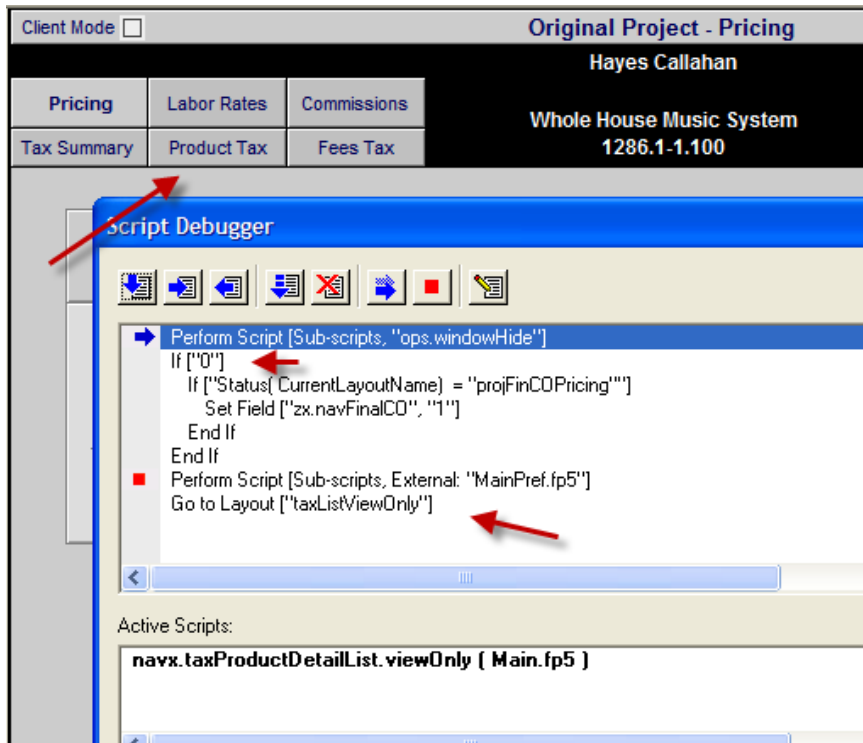 Client Mode
Original Project - Pricing
Hayes Callahan
Pricing
Labor Rates
Commissions
Whole House Music System
Tax Summary
Product Tax
Fees Tax
1286.1-1.100
Script Debugger
Perform Script [Sub-scripts, "ops.windowHide"]
If ["0"]
If ["Status( CurrentLayoutName) = "projFinCOPricing""]
Set Field ["zx.navFinalCO", "1"]
End If
End If
Perform Script [Sub-scripts, External: "MainPref.fp5"]
Go to Layout ["taxListViewOnly"]
Active Scripts:
navx.taxProductDetailList.viewOnly ( Main.fp5 )